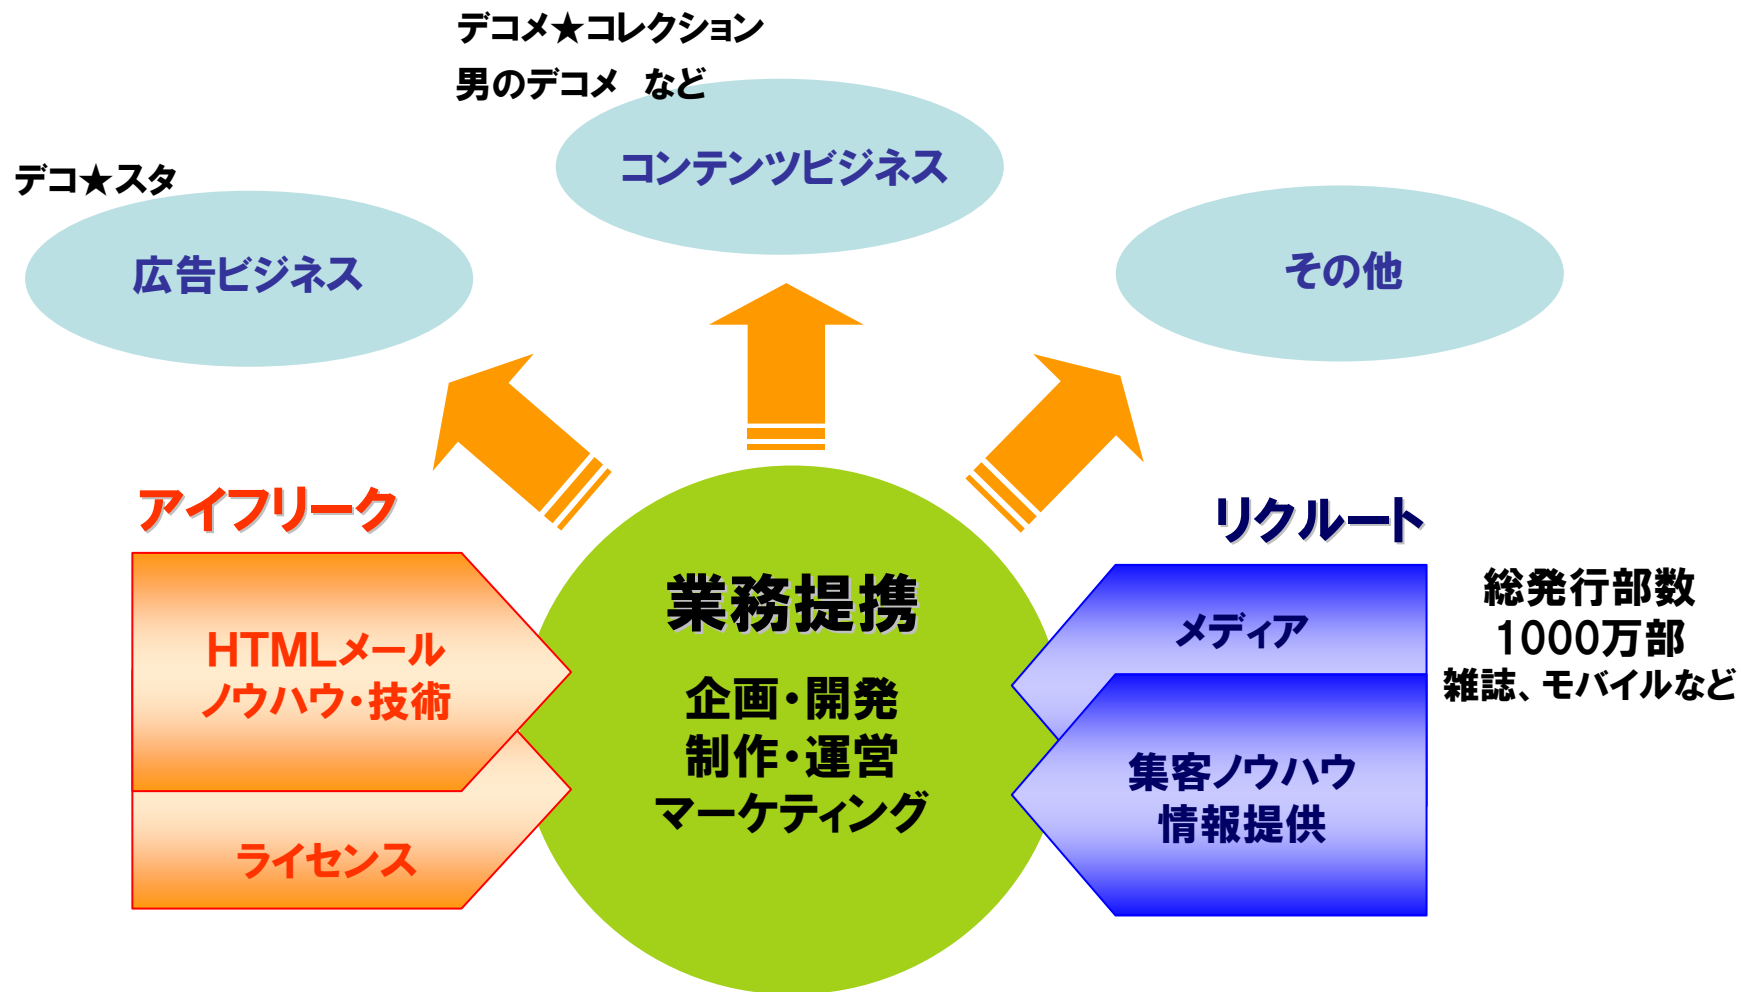 デコメ★コレクション
男のデコメ　など
コンテンツビジネス
デコ★スタ
広告ビジネス
その他
アイフリーク
HTMLメール
ノウハウ・技術
ライセンス
業務提携
企画・開発
制作・運営
マーケティング
リクルート
メディア
集客ノウハウ
情報提供
総発行部数
1000万部
雑誌、モバイルなど